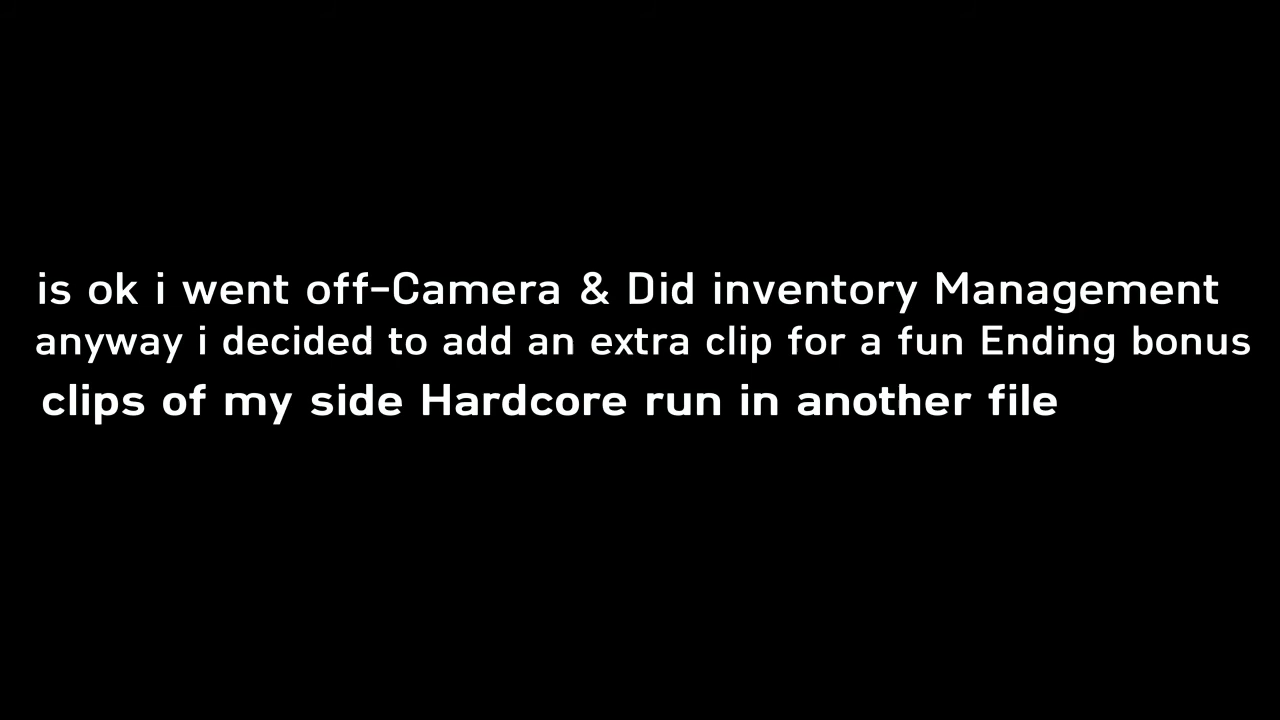 is ok i went off-Camera & Did inventory Management
anyway i decided to add an extra clip for a fun Ending bonus
clips of my side Hardcore run in another file